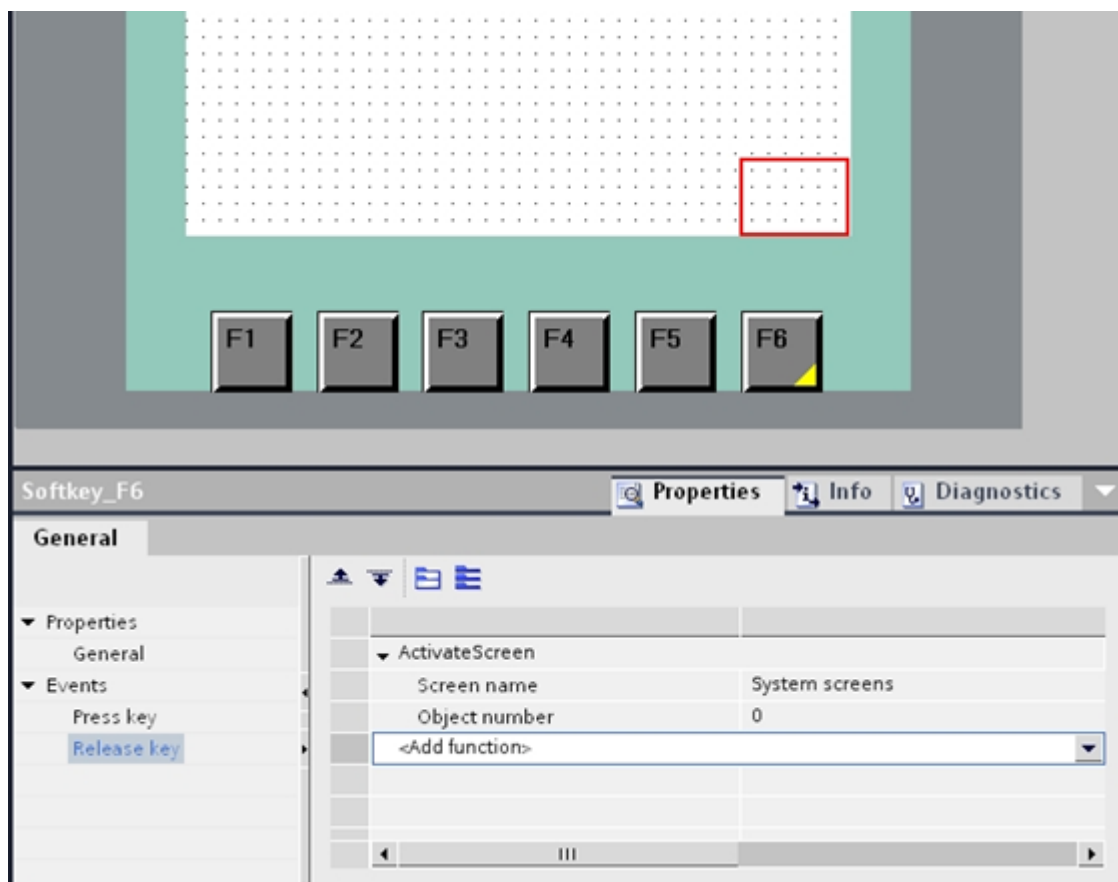 F1 F2 F3 F4 F5 F6
Softkey_F6 Properties Info Diagnostics
General
Properties
General
Events
Press key
Release key
ActivateScreen
Screen name System screens
Object number 0
<Add function>